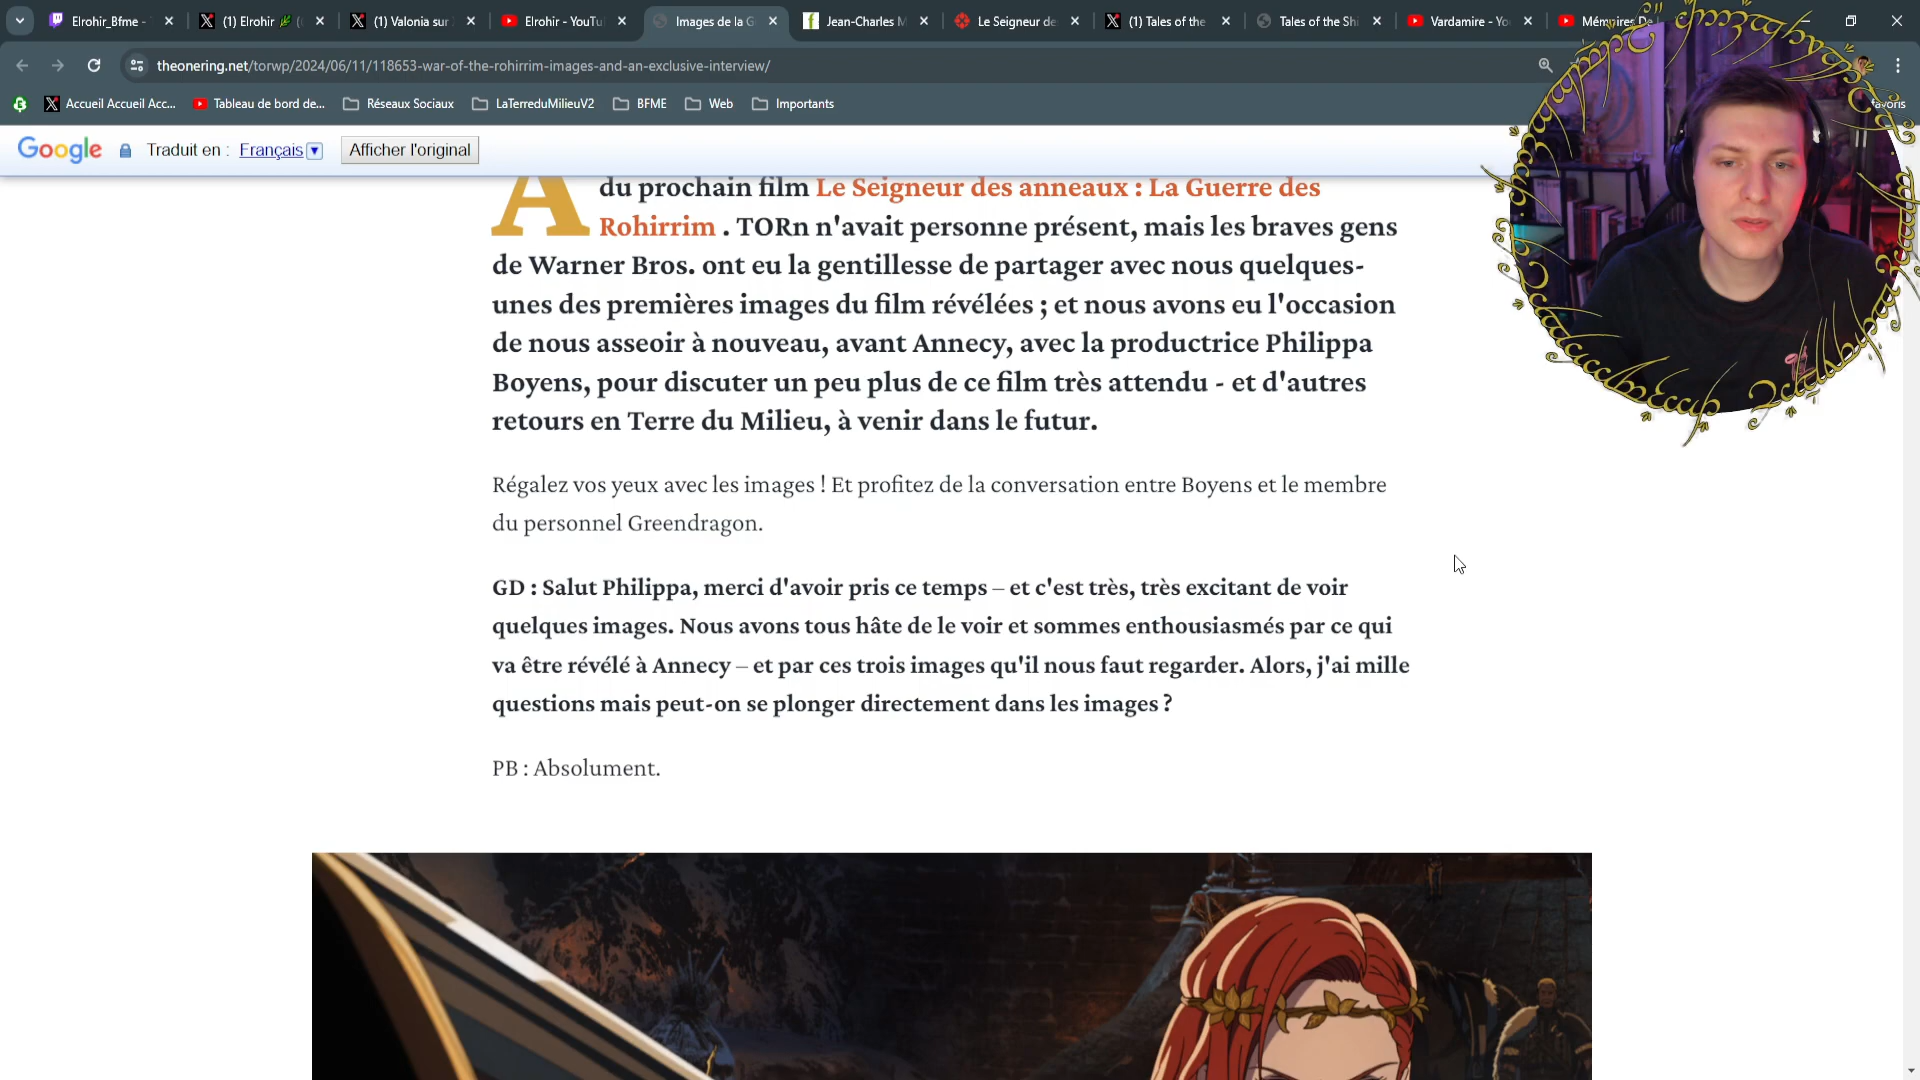 Elrohir_Bfme -
(1) Elrohir
(1) Valonia sur
Elrohir - YouTu
Images de la G
Jean-Charles M
Le Seigneur de
(1) Tales of the
Tales of the Shi
Vardamire - Yo
Mémoires De
theonering.net/torwp/2024/06/11/118653-war-of-the-rohirrim-images-and-an-exclusive-interview/
Accueil Accueil Acc...
Tableau de bord de...
Réseaux Sociaux
LaTerreduMilieuV2
BFME
Web
Importants
favoris
Google
Traduit en :
Français
Afficher l'original
A du prochain film Le Seigneur des anneaux : La Guerre des
Rohirrim . TORn n'avait personne présent, mais les braves gens
de Warner Bros. ont eu la gentillesse de partager avec nous quelques-
unes des premières images du film révélées ; et nous avons eu l'occasion
de nous asseoir à nouveau, avant Annecy, avec la productrice Philippa
Boyens, pour discuter un peu plus de ce film très attendu - et d'autres
retours en Terre du Milieu, à venir dans le futur.
Régalez vos yeux avec les images ! Et profitez de la conversation entre Boyens et le membre
du personnel Greendragon.
GD : Salut Philippa, merci d'avoir pris ce temps – et c'est très, très excitant de voir
quelques images. Nous avons tous hâte de le voir et sommes enthousiasmés par ce qui
va être révélé à Annecy – et par ces trois images qu'il nous faut regarder. Alors, j'ai mille
questions mais peut-on se plonger directement dans les images ?
PB : Absolument.